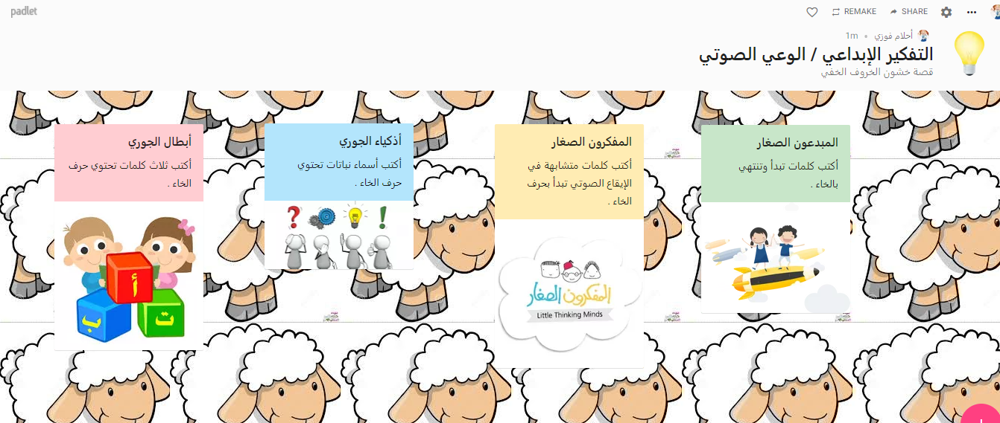 padlet
REMAKE
SHARE
أحلام فوزي • 1m
التفكير الإبداعي / الوعي الصوتي
قصة خشون الخروف الخفي
المبدعون الصغار
أكتب كلمات تبدأ وتنتهي
بالخاء .
المفكرون الصغار
أكتب كلمات متشابهة في
الإيقاع الصوتي تبدأ بحرف
الخاء .
المفكرون الصغار
Little Thinking Minds
أذكياء الجوري
أكتب أسماء نباتات تحتوي
حرف الخاء .
أبطال الجوري
أكتب ثلاث كلمات تحتوي حرف
الخاء .
أ
ب
ت